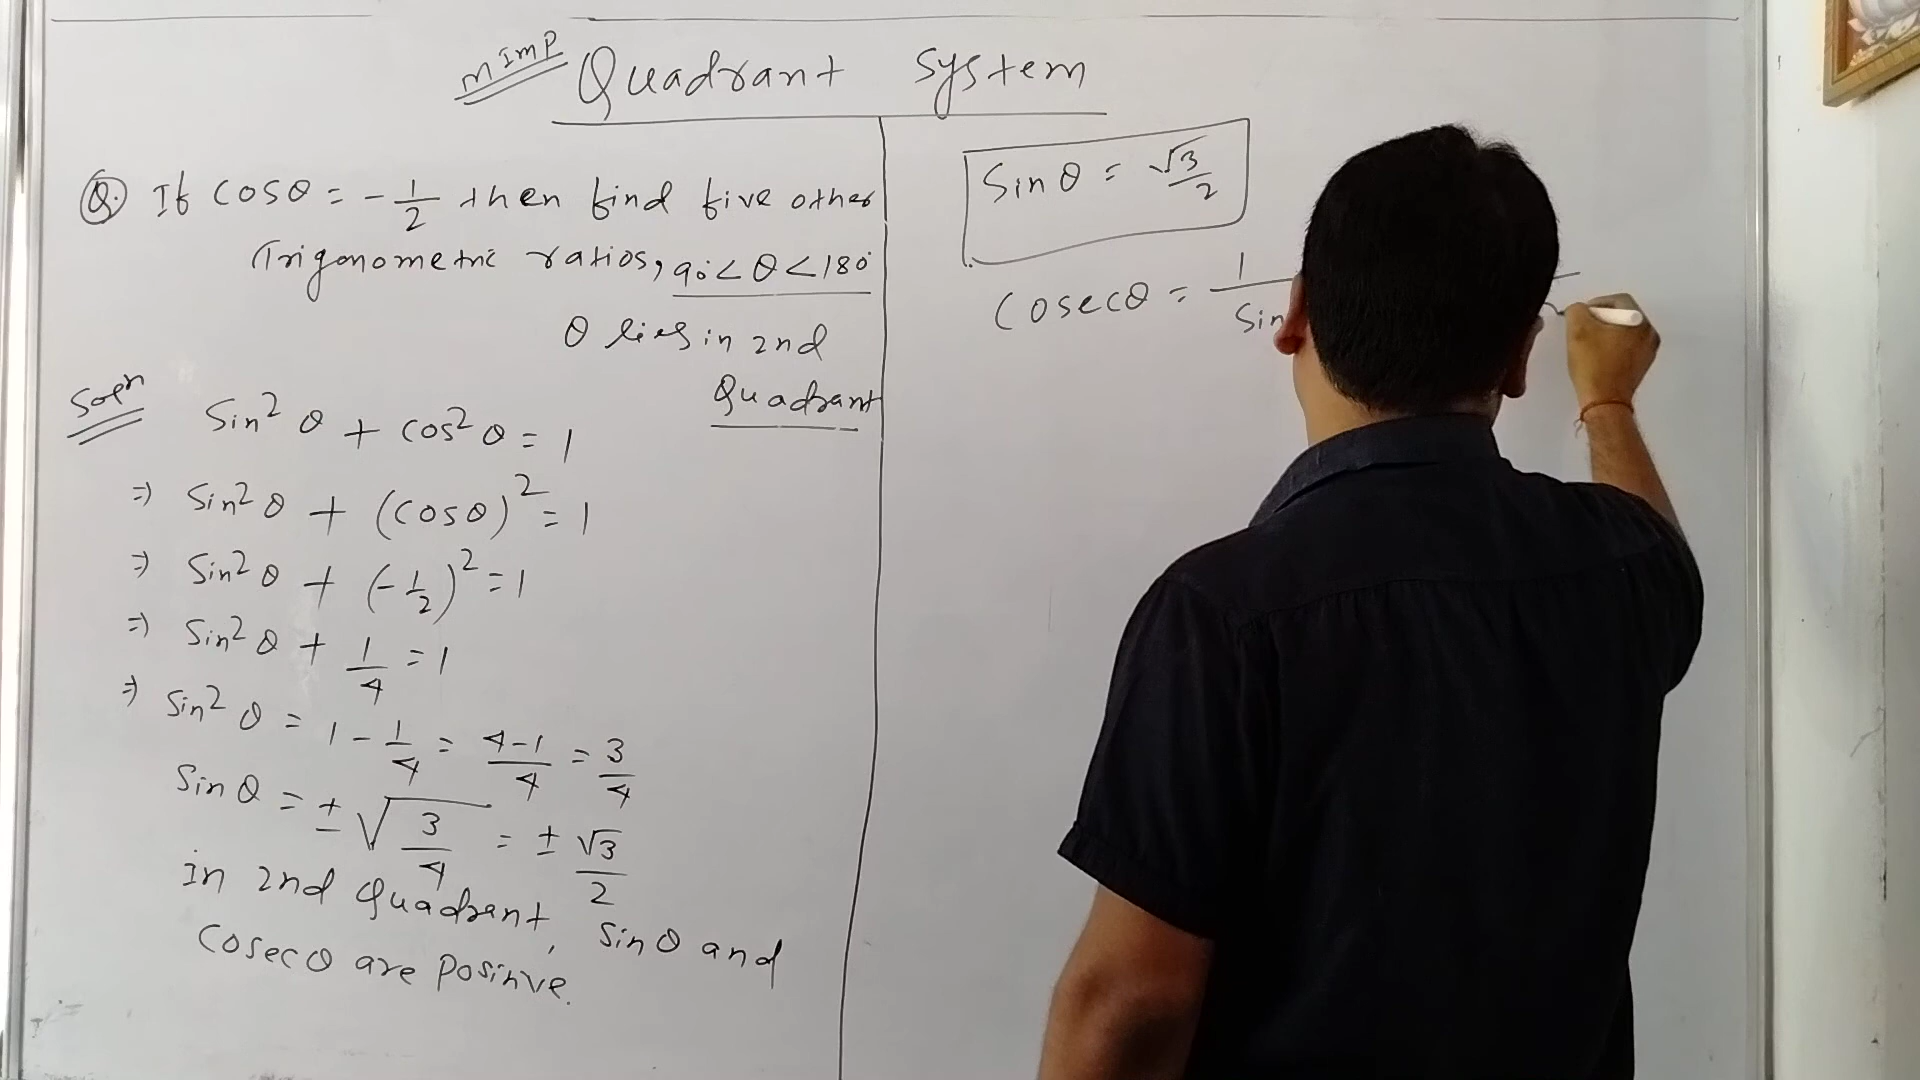 M Imp Quadrant System
Q. If cosθ = -1/2 then find five other
Trigonometric ratios, 90°<θ<180°
θ lies in 2nd
Quadrant
Solⁿ
Sin²θ + cos²θ = 1
⇒ Sin²θ + (cosθ)² = 1
⇒ Sin²θ + (-1/2)² = 1
⇒ Sin²θ + 1/4 = 1
⇒ Sin²θ = 1 - 1/4 = 4-1/4 = 3/4
Sinθ = ±√3/4 = ±√3/2
in 2nd Quadrant, Sinθ and
Cosecθ are positive.
Sinθ = √3/2
Cosecθ = 1/Sin